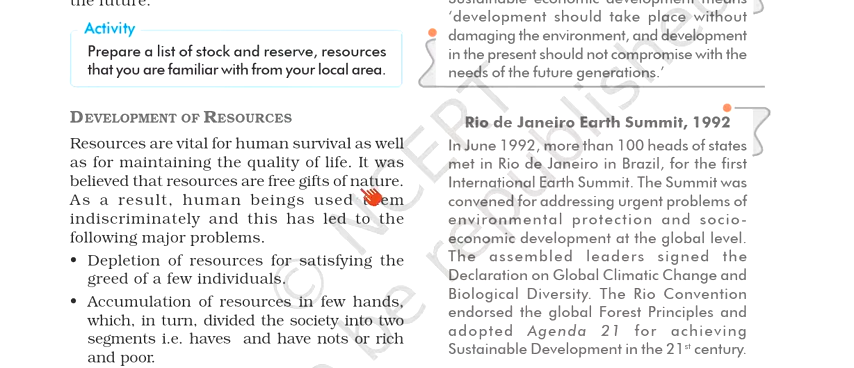 the future.
Activity
Prepare a list of stock and reserve, resources
that you are familiar with from your local area.
DEVELOPMENT OF RESOURCES
Resources are vital for human survival as well
as for maintaining the quality of life. It was
believed that resources are free gifts of nature.
As a result, human beings used them
indiscriminately and this has led to the
following major problems.
• Depletion of resources for satisfying the
greed of a few individuals.
• Accumulation of resources in few hands,
which, in turn, divided the society into two
segments i.e. haves and have nots or rich
and poor.
Sustainable economic development means
‘development should take place without
damaging the environment, and development
in the present should not compromise with the
needs of the future generations.’
Rio de Janeiro Earth Summit, 1992
In June 1992, more than 100 heads of states
met in Rio de Janeiro in Brazil, for the first
International Earth Summit. The Summit was
convened for addressing urgent problems of
environmental protection and socio-
economic development at the global level.
The assembled leaders signed the
Declaration on Global Climatic Change and
Biological Diversity. The Rio Convention
endorsed the global Forest Principles and
adopted Agenda 21 for achieving
Sustainable Development in the 21st century.
© NCERT
be republished